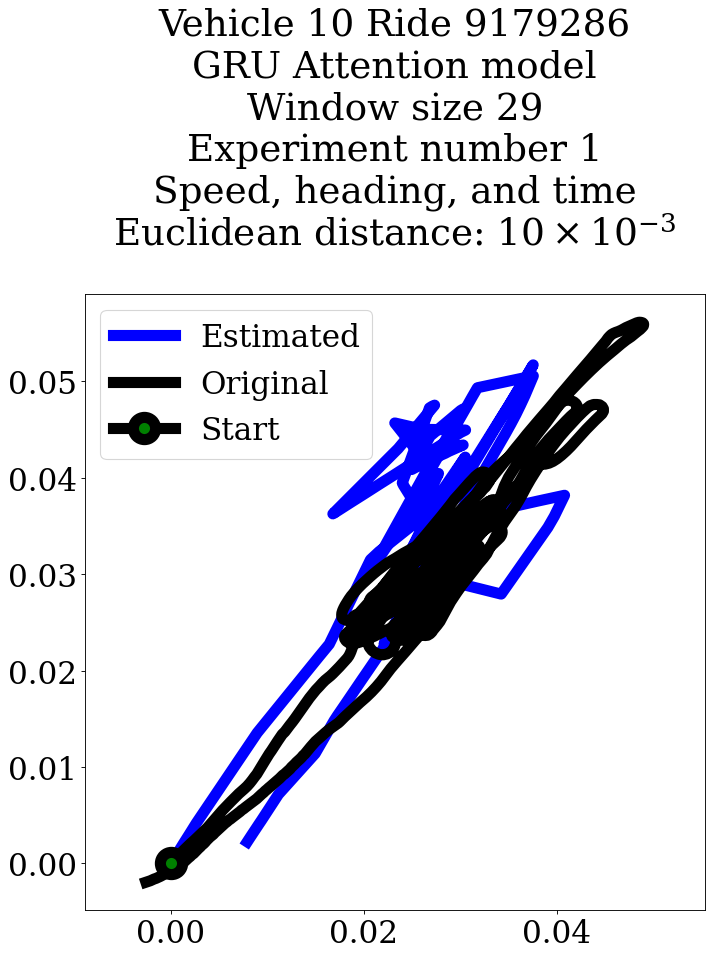 Vehicle 10 Ride 9179286
GRU Attention model
Window size 29
Experiment number 1
Speed, heading, and time
Euclidean distance: 10 × 10⁻³
Estimated
Original
Start
0.05
0.04
0.03
0.02
0.01
0.00
0.00 0.02 0.04